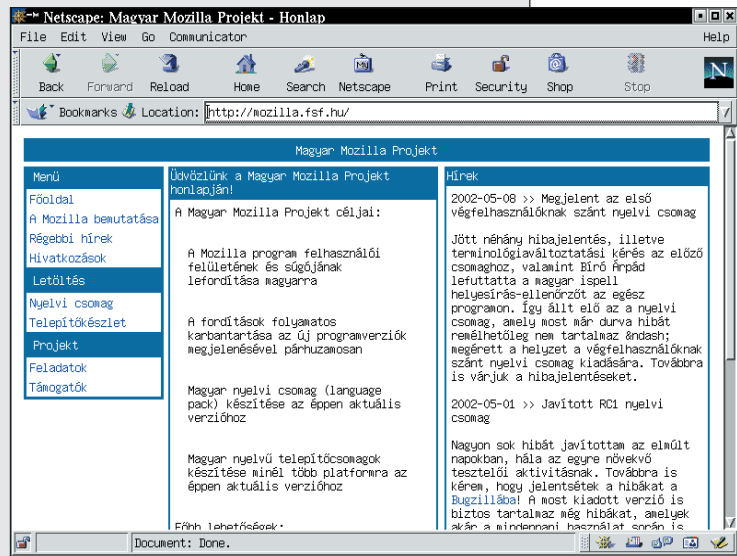 Netscape: Magyar Mozilla Projekt - Honlap
File Edit View Go Communicator Help
Back Forward Reload Home Search Netscape Print Security Shop Stop
My
N
Bookmarks Location: http://mozilla.fsf.hu/
Magyar Mozilla Projekt
Menü
Főoldal
A Mozilla bemutatása
Régebbi hírek
Hivatkozások
Letöltés
Nyelvi csomag
Telepítőkészlet
Projekt
Feladatok
Támogatók
Üdvözlünk a Magyar Mozilla Projekt
honlapján!
A Magyar Mozilla Projekt céljai:
A Mozilla program felhasználói
felületének és súgójának
lefordítása magyarra
A fordítások folyamatos
karbantartása az új programverziók
megjelenésével párhuzamosan
Magyar nyelvi csomag (language
pack) készítése az éppen aktuális
verzióhoz
Magyar nyelvű telepítőcsomagok
készítése minél több platformra az
éppen aktuális verzióhoz
Főbb lehetőségek:
Hírek
2002-05-08 >> Megjelent az első
végfelhasználóknak szánt nyelvi csomag
Jött néhány hibajelentés, illetve
terminológiaváltoztatási kérés az előző
csomaghoz, valamint Bíró Árpád
lefuttatta a magyar ispell
helyesírás-ellenőrzőt az egész
programon. Így állt elő az a nyelvi
csomag, amely most már durva hibát
remélhetőleg nem tartalmaz &ndash;
megérett a helyzet a végfelhasználóknak
szánt nyelvi csomag kiadására. Továbbra
is várjuk a hibajelentéseket.
2002-05-01 >> Javított RC1 nyelvi
csomag
Nagyon sok hibát javítottam az elmúlt
napokban, hála az egyre növekvő
tesztelői aktivitásnak. Továbbra is
kérem, hogy jelentsétek a hibákat a
Bugzillába! A most kiadott verzió is
biztos tartalmaz még hibákat, amelyek
akár a mindennapi használat során is
Document: Done.